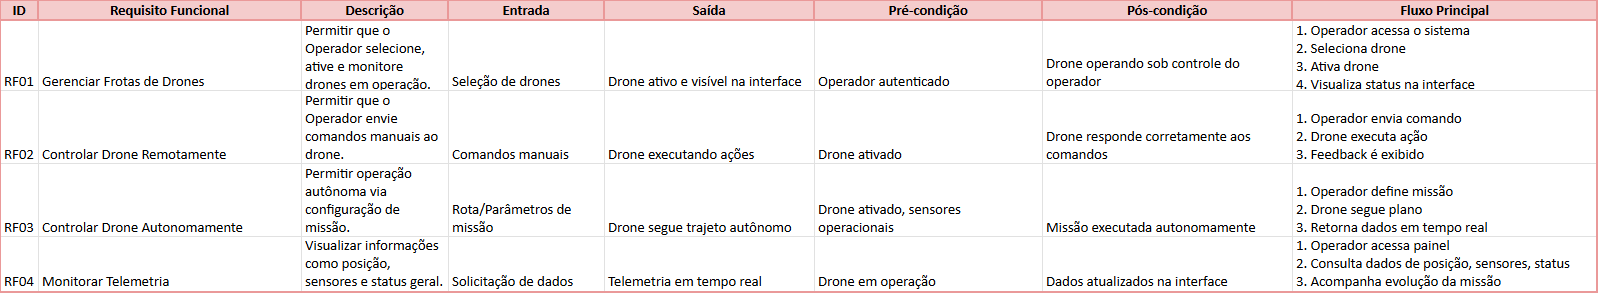 ID Requisito Funcional Descrição Entrada Saída Pré-condição Pós-condição Fluxo Principal
RF01 Gerenciar Frotas de Drones
Permitir que o
Operador selecione,
ative e monitore
drones em operação.
Seleção de drones
Drone ativo e visível na interface
Operador autenticado
Drone operando sob controle do
operador
1. Operador acessa o sistema
2. Seleciona drone
3. Ativa drone
4. Visualiza status na interface
RF02 Controlar Drone Remotamente
Permitir que o
Operador envie
comandos manuais ao
drone.
Comandos manuais
Drone executando ações
Drone ativado
Drone responde corretamente aos
comandos
1. Operador envia comando
2. Drone executa ação
3. Feedback é exibido
RF03 Controlar Drone Autonomamente
Permitir operação
autônoma via
configuração de
missão.
Rota/Parâmetros de
missão
Drone segue trajeto autônomo
Drone ativado, sensores
operacionais
Missão executada autonomamente
1. Operador define missão
2. Drone segue plano
3. Retorna dados em tempo real
RF04 Monitorar Telemetria
Visualizar informações
como posição,
sensores e status geral.
Solicitação de dados
Telemetria em tempo real
Drone em operação
Dados atualizados na interface
1. Operador acessa painel
2. Consulta dados de posição, sensores, status
3. Acompanha evolução da missão